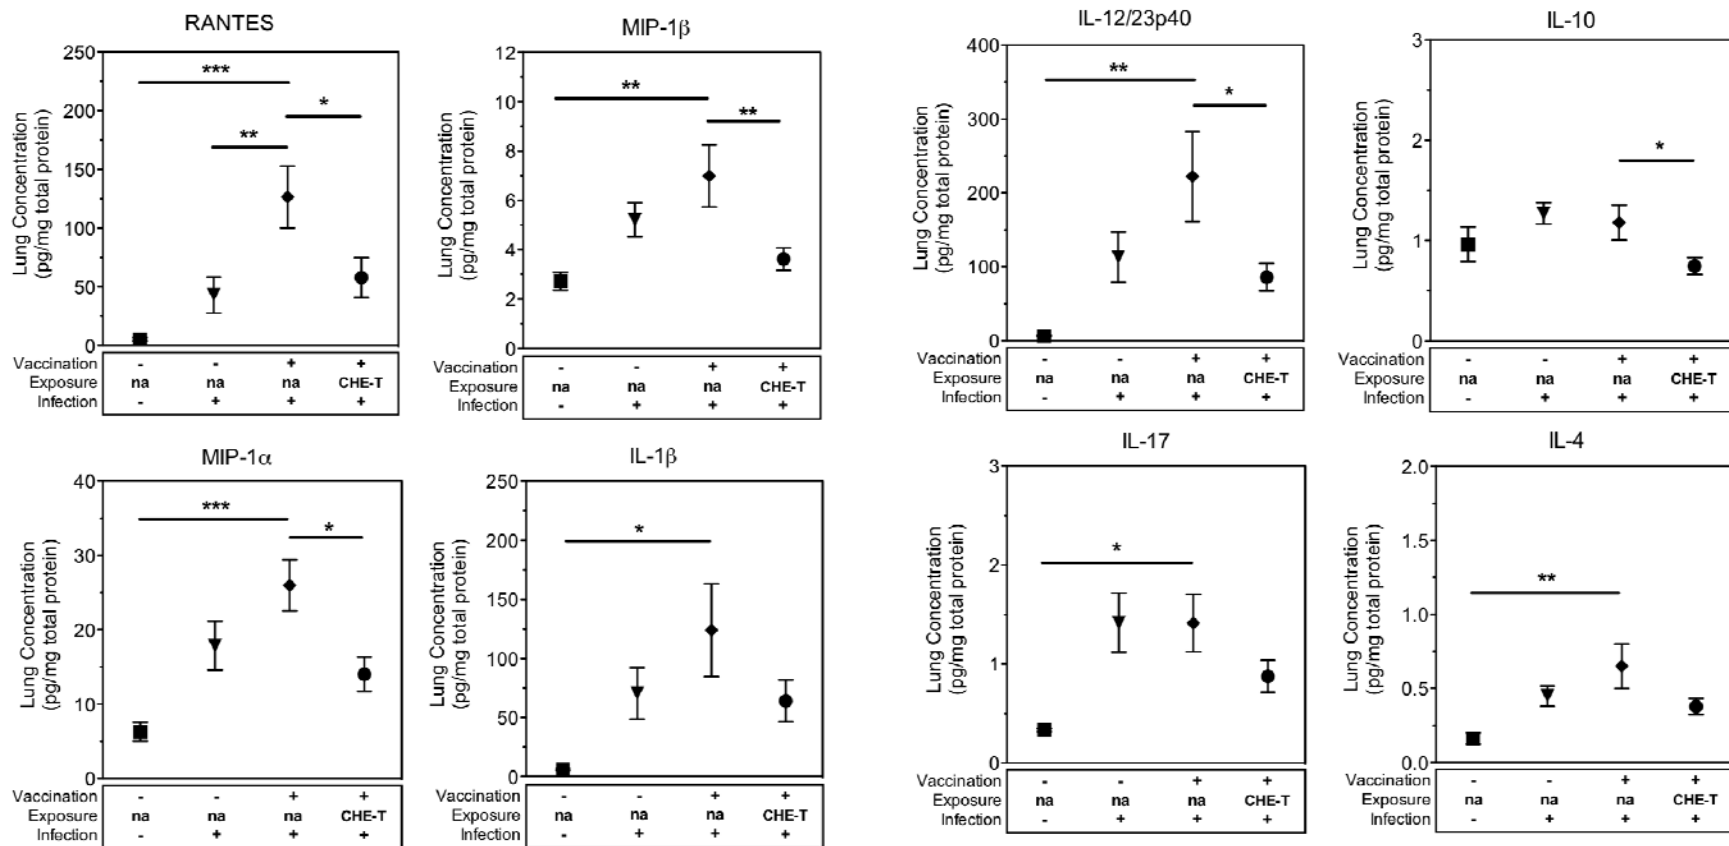 RANTES
250
200
150
100
50
0
Lung Concentration
(pg/mg total protein)
***
*
**
Vaccination - - + +
Exposure na na na CHE-T
Infection - + + +
MIP-1β
12
10
8
6
4
2
0
Lung Concentration
(pg/mg total protein)
**
**
Vaccination - - + +
Exposure na na na CHE-T
Infection - + + +
IL-12/23p40
400
300
200
100
0
Lung Concentration
(pg/mg total protein)
**
*
Vaccination - - + +
Exposure na na na CHE-T
Infection - + + +
IL-10
3
2
1
0
Lung Concentration
(pg/mg total protein)
*
Vaccination - - + +
Exposure na na na CHE-T
Infection - + + +
MIP-1α
40
30
20
10
0
Lung Concentration
(pg/mg total protein)
***
*
Vaccination - - + +
Exposure na na na CHE-T
Infection - + + +
IL-1β
250
200
150
100
50
0
Lung Concentration
(pg/mg total protein)
*
Vaccination - - + +
Exposure na na na CHE-T
Infection - + + +
IL-17
3
2
1
0
Lung Concentration
(pg/mg total protein)
*
Vaccination - - + +
Exposure na na na CHE-T
Infection - + + +
IL-4
2.0
1.5
1.0
0.5
0.0
Lung Concentration
(pg/mg total protein)
**
Vaccination - - + +
Exposure na na na CHE-T
Infection - + + +